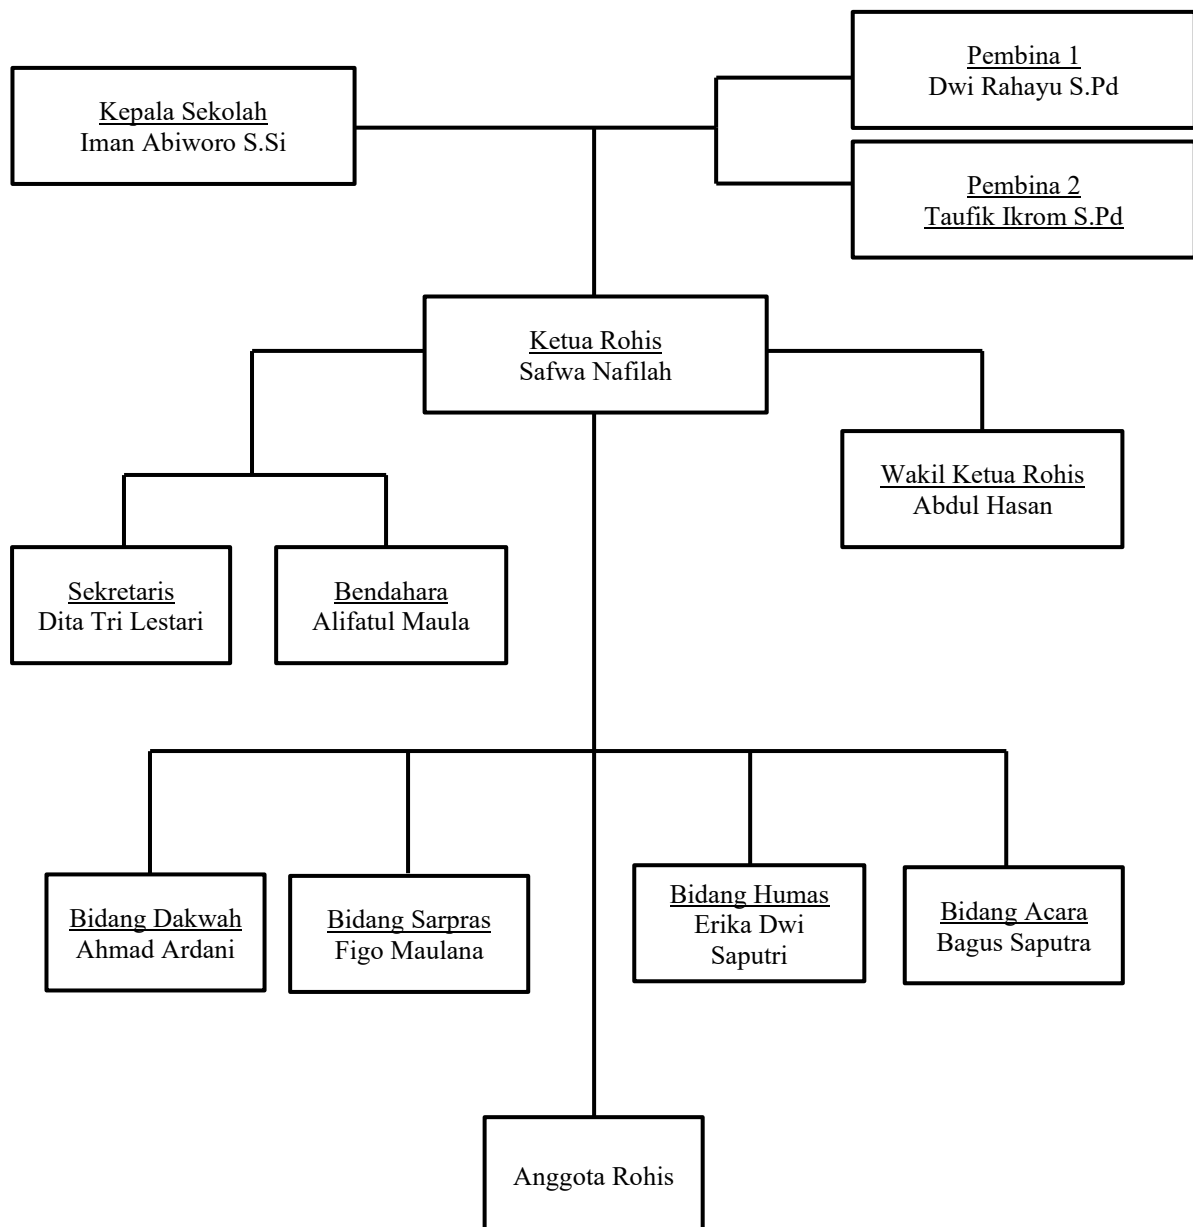 Pembina 1
Dwi Rahayu S.Pd
Kepala Sekolah
Iman Abiworo S.Si
Pembina 2
Taufik Ikrom S.Pd
Ketua Rohis
Safwa Nafilah
Wakil Ketua Rohis
Abdul Hasan
Sekretaris
Dita Tri Lestari
Bendahara
Alifatul Maula
Bidang Dakwah
Ahmad Ardani
Bidang Sarpras
Figo Maulana
Bidang Humas
Erika Dwi
Saputri
Bidang Acara
Bagus Saputra
Anggota Rohis